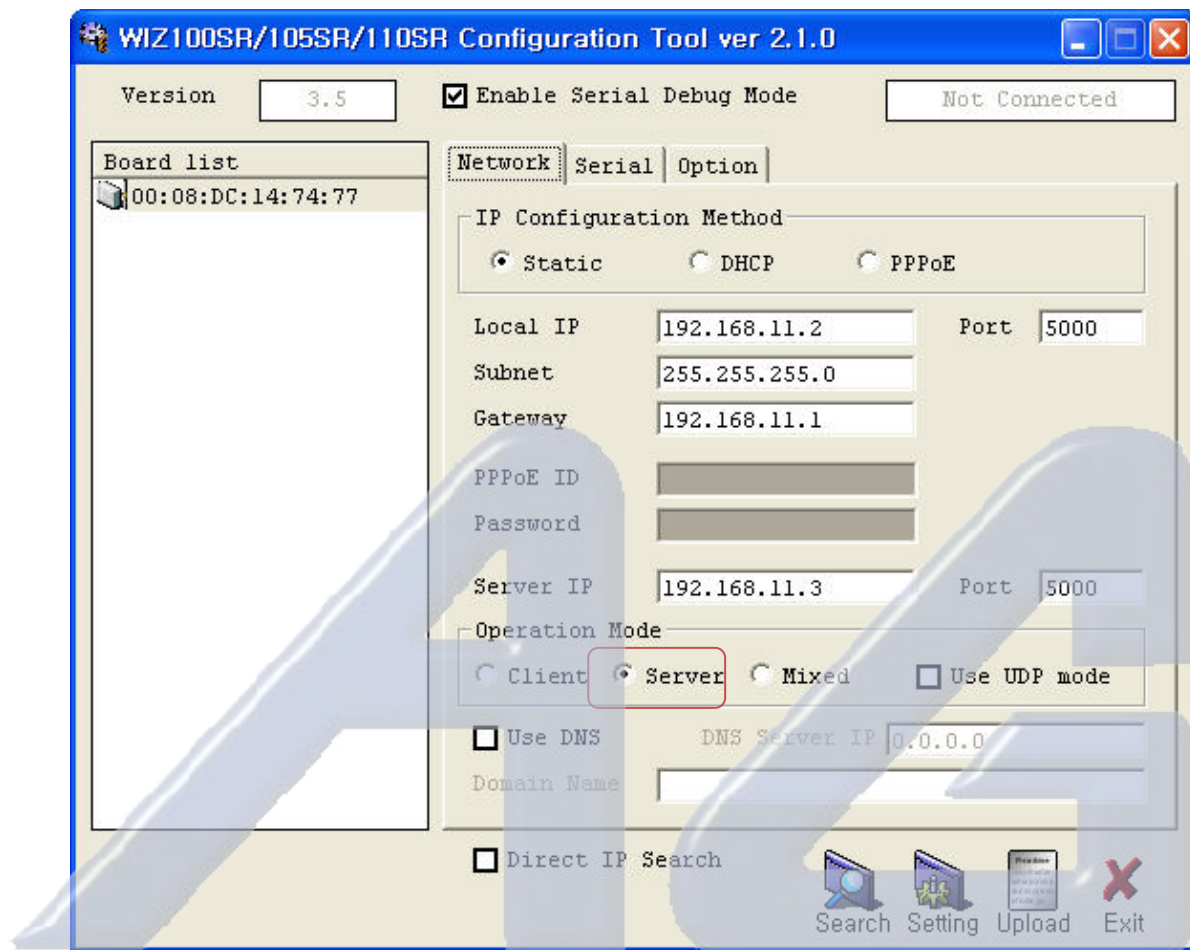 WIZ100SR/105SR/110SR Configuration Tool ver 2.1.0
Version 3.5 Enable Serial Debug Mode Not Connected
Board list
00:08:DC:14:74:77
Network Serial Option
IP Configuration Method
Static DHCP PPPoE
Local IP 192.168.11.2 Port 5000
Subnet 255.255.255.0
Gateway 192.168.11.1
PPPoE ID
Password
Server IP 192.168.11.3 Port 5000
Operation Mode
Client Server Mixed Use UDP mode
Use DNS DNS Server IP 0.0.0.0
Domain Name
Direct IP Search
Readme
Search Setting Upload Exit